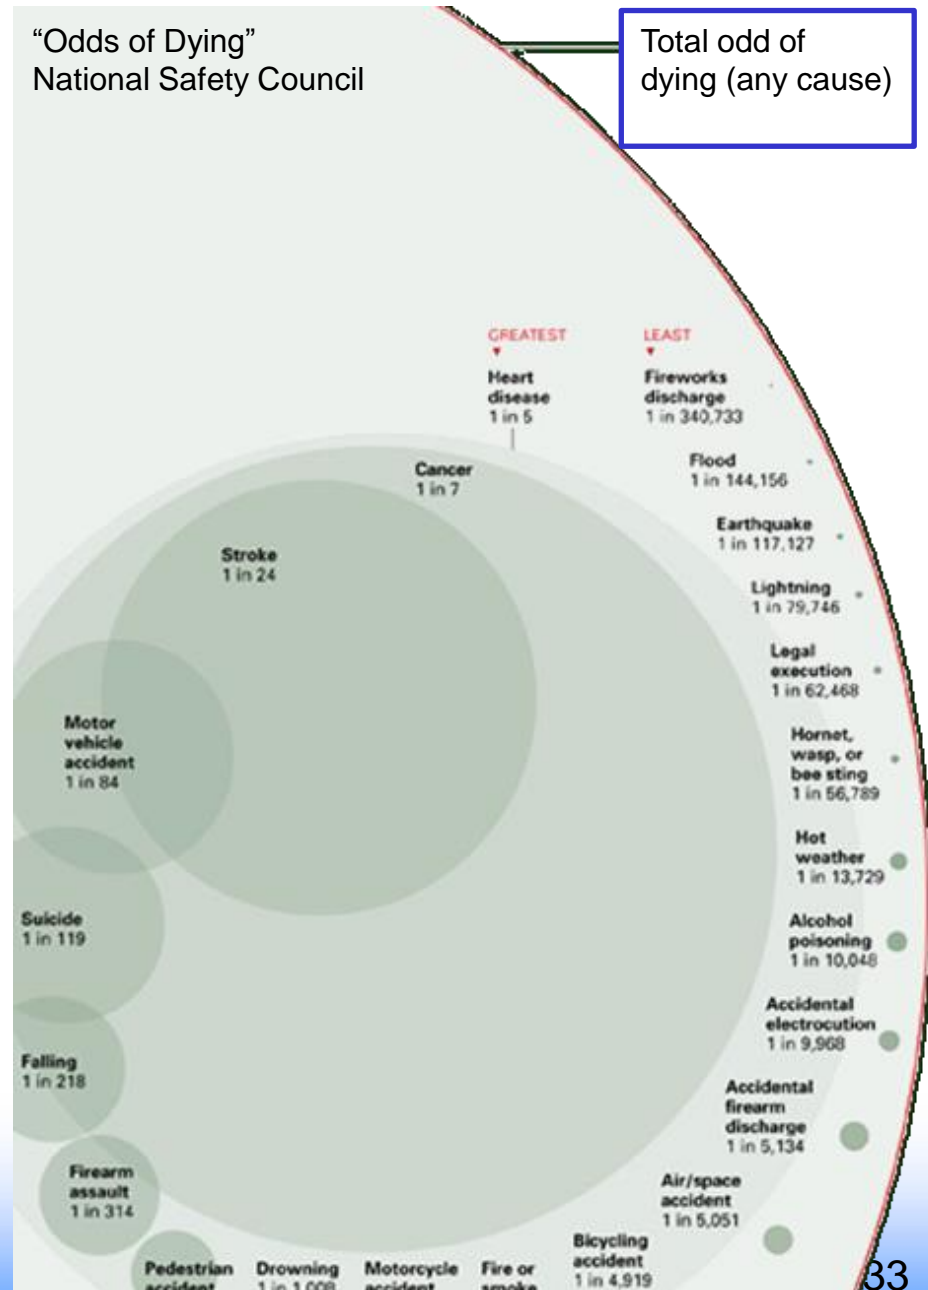 “Odds of Dying”
National Safety Council
Total odd of
dying (any cause)
GREATEST
Heart
disease
1 in 5
LEAST
Fireworks
discharge
1 in 340,733
Flood
1 in 144,156
Earthquake
1 in 117,127
Lightning
1 in 79,746
Legal
execution
1 in 62,468
Hornet,
wasp, or
bee sting
1 in 56,789
Hot
weather
1 in 13,729
Alcohol
poisoning
1 in 10,048
Accidental
electrocution
1 in 9,968
Accidental
firearm
discharge
1 in 5,134
Air/space
accident
1 in 5,051
Bicycling
accident
1 in 4,919
Cancer
1 in 7
Stroke
1 in 24
Motor
vehicle
accident
1 in 84
Suicide
1 in 119
Falling
1 in 218
Firearm
assault
1 in 314
Pedestrian
accident
Drowning
1 in 1,008
Motorcycle
accident
Fire or
smoke
33